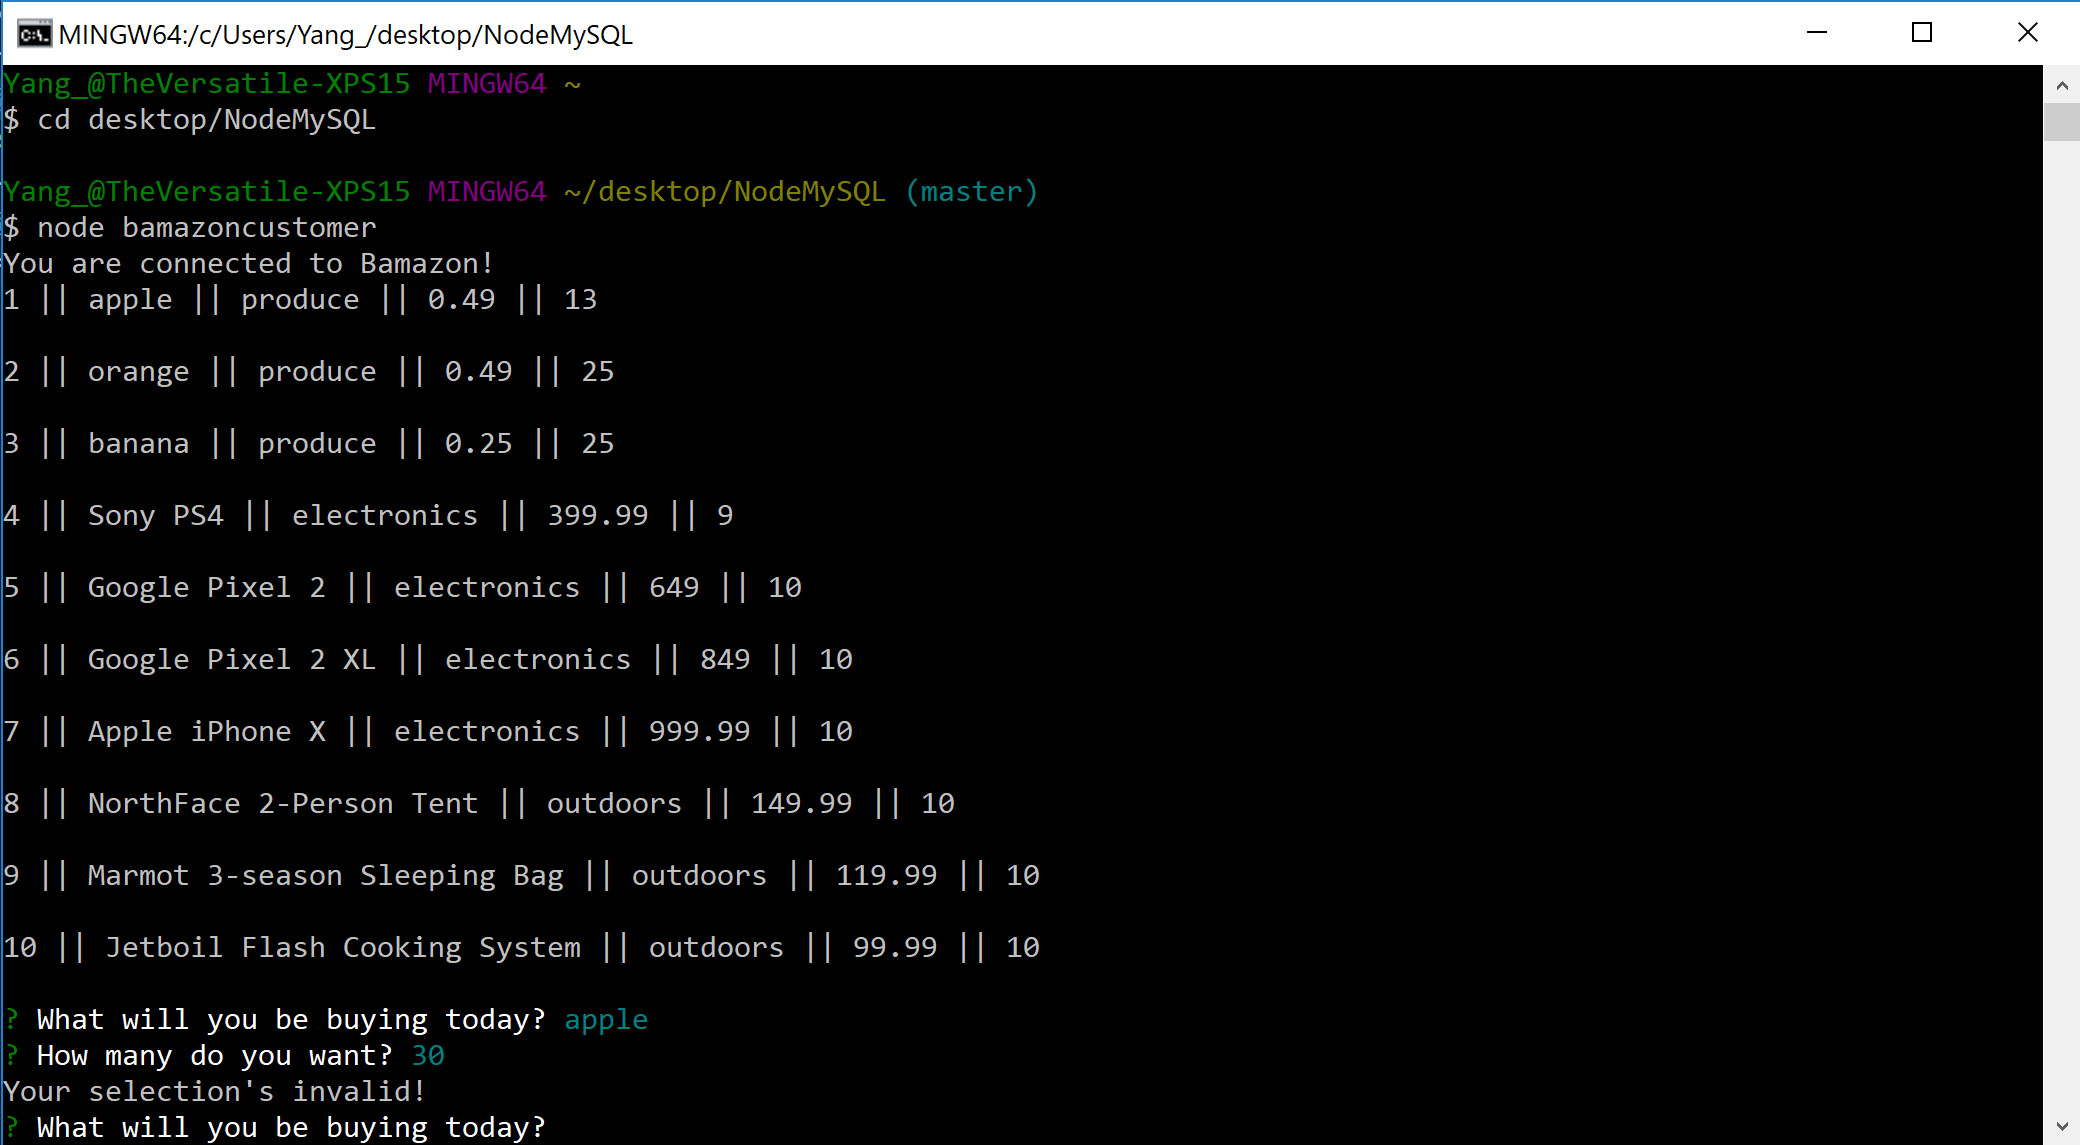 MINGW64:/c/Users/Yang_/desktop/NodeMySQL
Yang_@TheVersatile-XPS15 MINGW64 ~
$ cd desktop/NodeMySQL
Yang_@TheVersatile-XPS15 MINGW64 ~/desktop/NodeMySQL (master)
$ node bamazoncustomer
You are connected to Bamazon!
1 || apple || produce || 0.49 || 13
2 || orange || produce || 0.49 || 25
3 || banana || produce || 0.25 || 25
4 || Sony PS4 || electronics || 399.99 || 9
5 || Google Pixel 2 || electronics || 649 || 10
6 || Google Pixel 2 XL || electronics || 849 || 10
7 || Apple iPhone X || electronics || 999.99 || 10
8 || NorthFace 2-Person Tent || outdoors || 149.99 || 10
9 || Marmot 3-season Sleeping Bag || outdoors || 119.99 || 10
10 || Jetboil Flash Cooking System || outdoors || 99.99 || 10
? What will you be buying today? apple
? How many do you want? 30
Your selection's invalid!
? What will you be buying today?